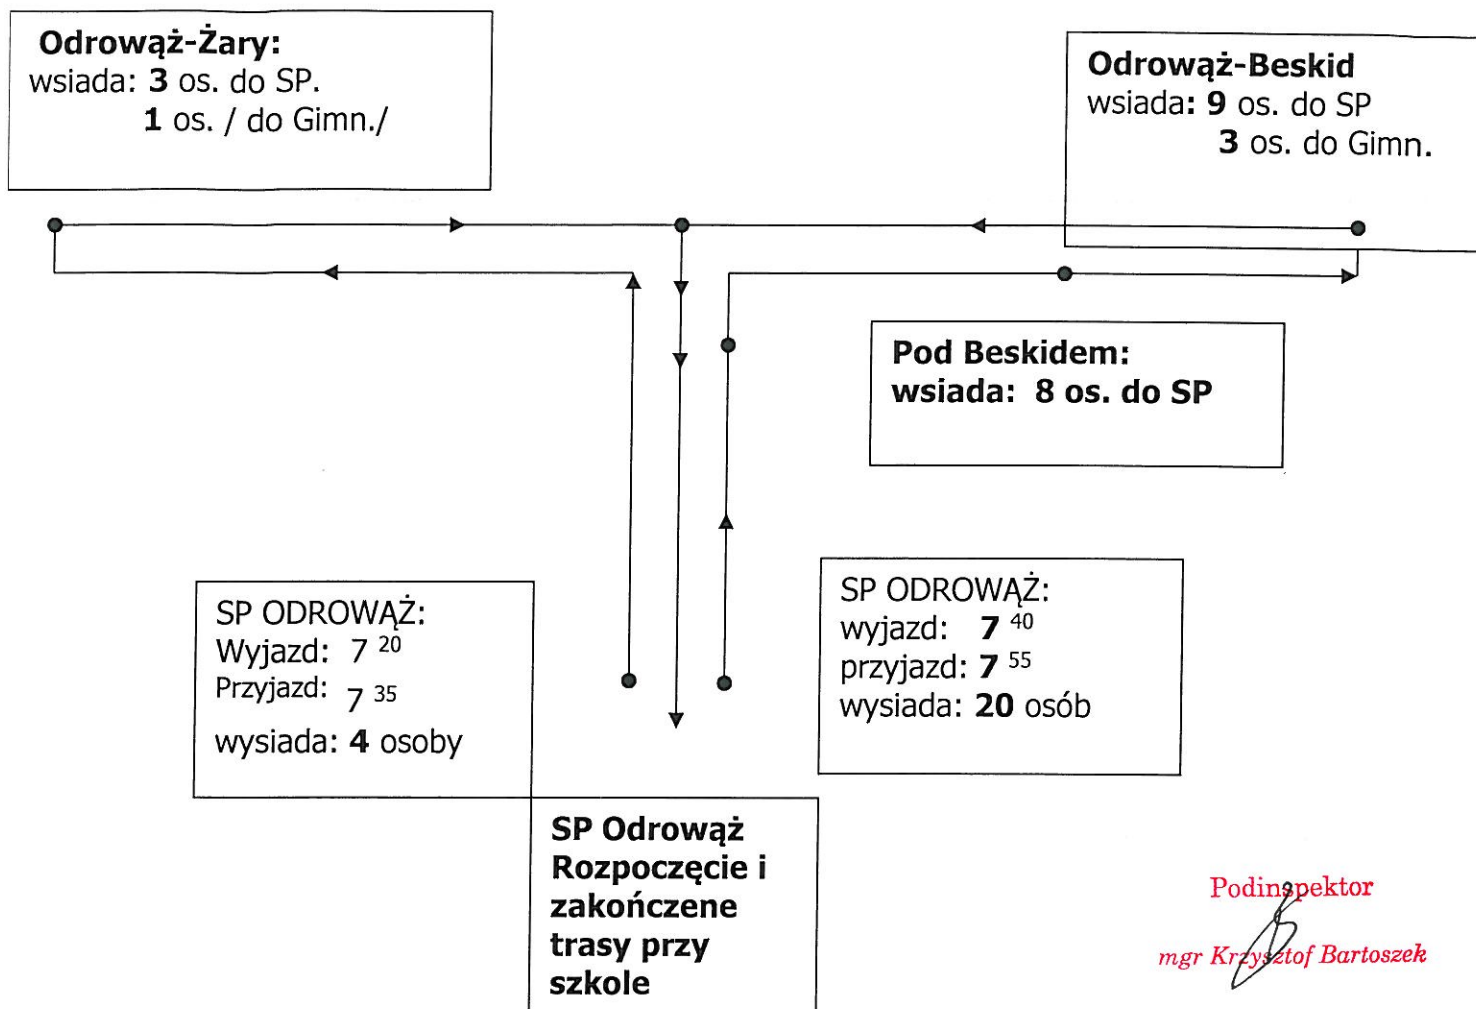 Odrowąż-Żary:
wsiada: 3 os. do SP.
1 os. / do Gimn./
Odrowąż-Beskid
wsiada: 9 os. do SP
3 os. do Gimn.
Pod Beskidem:
wsiada: 8 os. do SP
SP ODROWĄŻ:
Wyjazd: 7 20
Przyjazd: 7 35
wysiada: 4 osoby
SP ODROWĄŻ:
wyjazd: 7 40
przyjazd: 7 55
wysiada: 20 osób
SP Odrowąż
Rozpoczęcie i
zakończene
trasy przy
szkole
Podinspektor
mgr Krzysztof Bartoszek